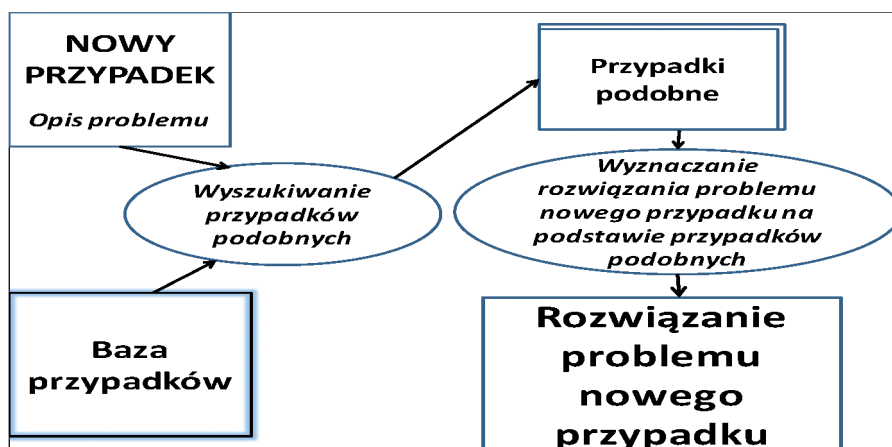 NOWY
PRZYPADEK
Opis problemu
Przypadki
podobne
Wyszukiwanie
przypadków
podobnych
Wyznaczanie
rozwiązania problemu
nowego przypadku na
podstawie przypadków
podobnych
Baza
przypadków
Rozwiązanie
problemu
nowego
przypadku